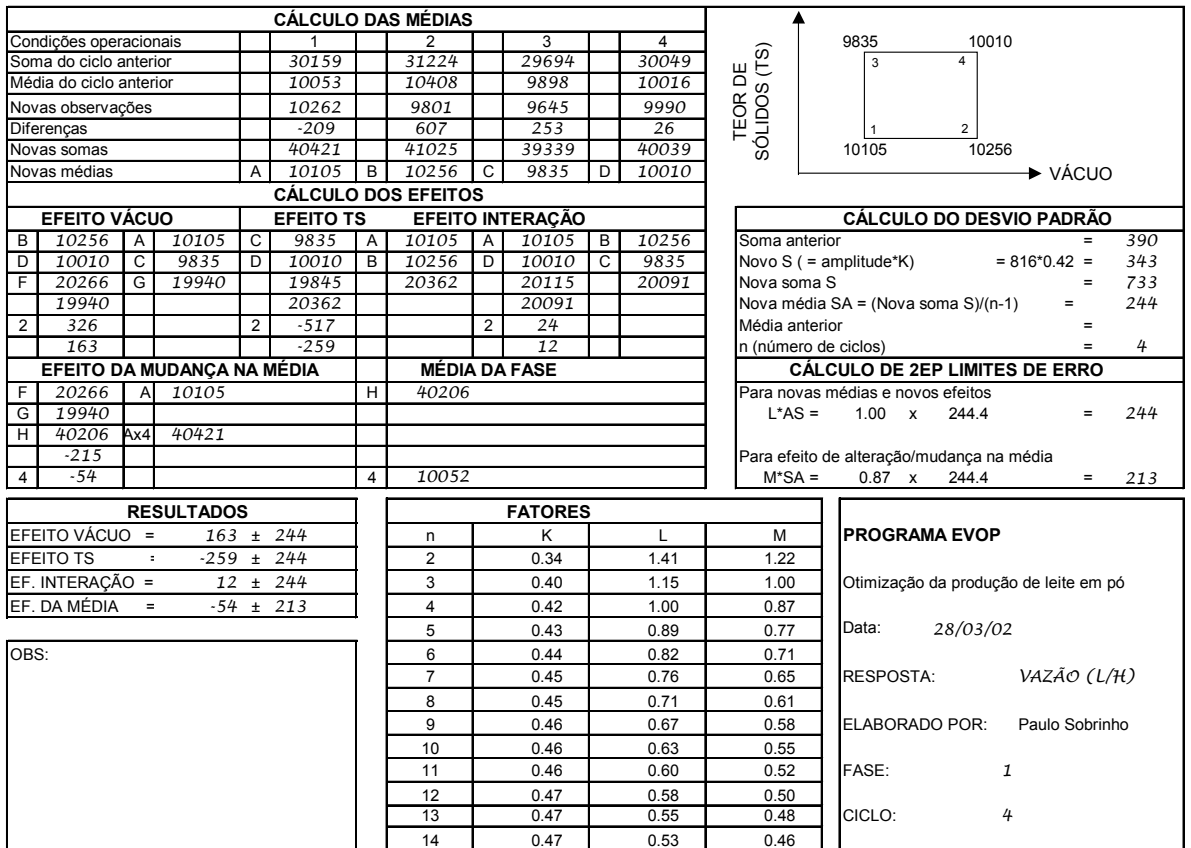 CÁLCULO DAS MÉDIAS
Condições operacionais 1 2 3 4
Soma do ciclo anterior 30159 31224 29694 30049
Média do ciclo anterior 10053 10408 9898 10016
Novas observações 10262 9801 9645 9990
Diferenças -209 607 253 26
Novas somas 40421 41025 39339 40039
Novas médias A 10105 B 10256 C 9835 D 10010
CÁLCULO DOS EFEITOS
EFEITO VÁCUO EFEITO TS EFEITO INTERAÇÃO
B 10256 A 10105 C 9835 A 10105 A 10105 B 10256
D 10010 C 9835 D 10010 B 10256 D 10010 C 9835
F 20266 G 19940 19845 20362 20115 20091
19940 20362 20091
2 326 2 -517 2 24
163 -259 12
EFEITO DA MUDANÇA NA MÉDIA MÉDIA DA FASE
F 20266 A 10105 H 40206
G 19940
H 40206 Ax4 40421
-215
4 -54 4 10052
TEOR DE
SÓLIDOS (TS)
9835 10010
3 4
1 2
10105 10256
VÁCUO
CÁLCULO DO DESVIO PADRÃO
Soma anterior = 390
Novo S ( = amplitude*K) = 816*0.42 = 343
Nova soma S = 733
Nova média SA = (Nova soma S)/(n-1) = 244
Média anterior =
n (número de ciclos) = 4
CÁLCULO DE 2EP LIMITES DE ERRO
Para novas médias e novos efeitos
L*AS = 1.00 x 244.4 = 244
Para efeito de alteração/mudança na média
M*SA = 0.87 x 244.4 = 213
RESULTADOS
EFEITO VÁCUO = 163 ± 244
EFEITO TS = -259 ± 244
EF. INTERAÇÃO = 12 ± 244
EF. DA MÉDIA = -54 ± 213
OBS:
FATORES
n K L M
2 0.34 1.41 1.22
3 0.40 1.15 1.00
4 0.42 1.00 0.87
5 0.43 0.89 0.77
6 0.44 0.82 0.71
7 0.45 0.76 0.65
8 0.45 0.71 0.61
9 0.46 0.67 0.58
10 0.46 0.63 0.55
11 0.46 0.60 0.52
12 0.47 0.58 0.50
13 0.47 0.55 0.48
14 0.47 0.53 0.46
PROGRAMA EVOP
Otimização da produção de leite em pó
Data: 28/03/02
RESPOSTA: VAZÃO (L/H)
ELABORADO POR: Paulo Sobrinho
FASE: 1
CICLO: 4